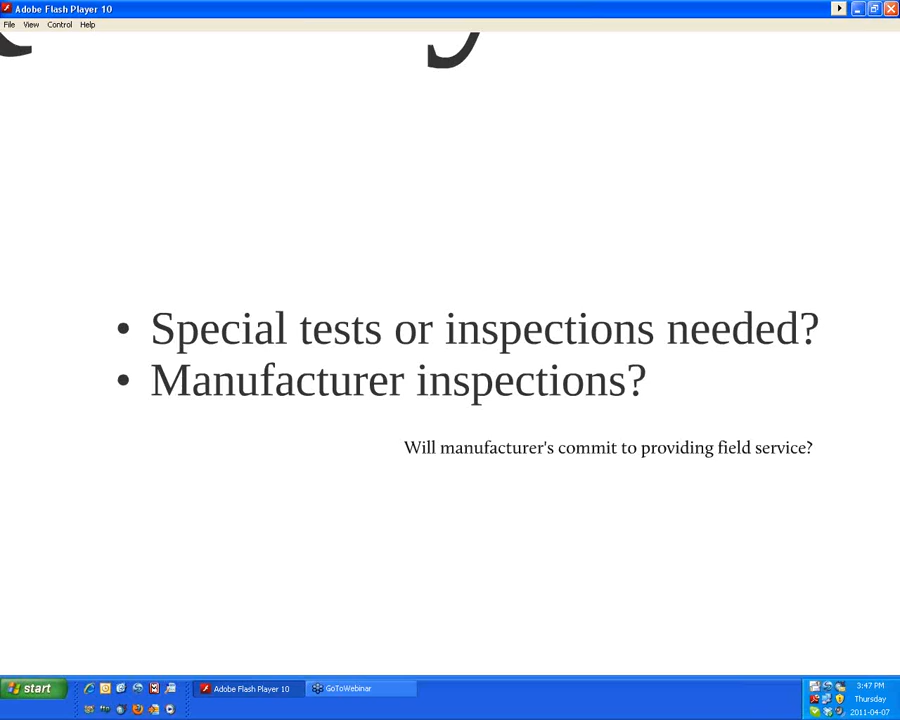 Adobe Flash Player 10
File View Control Help
• Special tests or inspections needed?
• Manufacturer inspections?
Will manufacturer's commit to providing field service?
start
Adobe Flash Player 10
GoToWebinar
3:47 PM
Thursday
2011-04-07